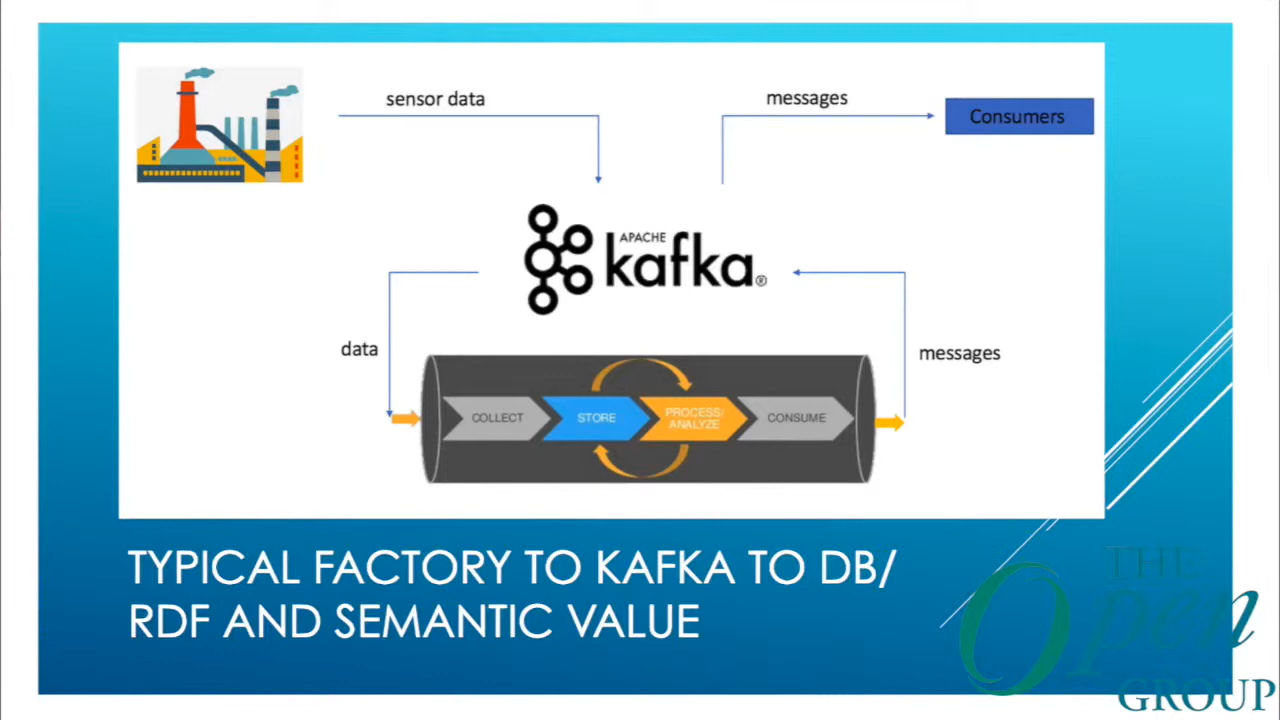 sensor data
messages
Consumers
APACHE
kafka®
data
messages
COLLECT
STORE
PROCESS/
ANALYZE
CONSUME
TYPICAL FACTORY TO KAFKA TO DB/
RDF AND SEMANTIC VALUE
THE
Open
GROUP